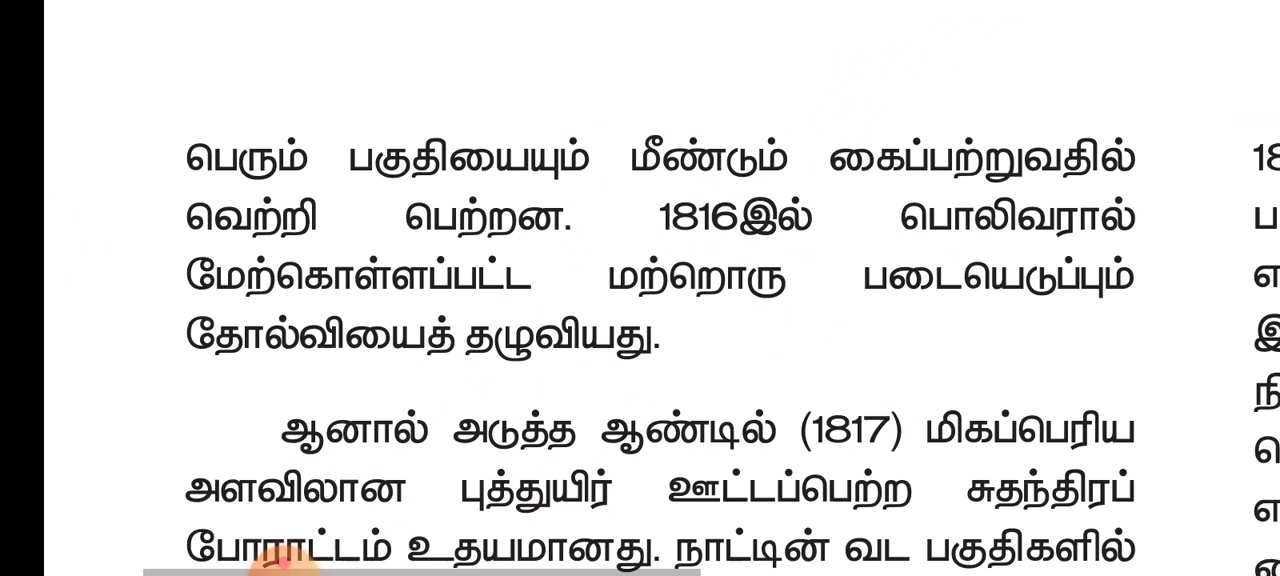 பெரும் பகுதியையும் மீண்டும் கைப்பற்றுவதில்
வெற்றி பெற்றன. 1816இல் பொலிவரால்
மேற்கொள்ளப்பட்ட மற்றொரு படையெடுப்பும்
தோல்வியைத் தழுவியது.
ஆனால் அடுத்த ஆண்டில் (1817) மிகப்பெரிய
அளவிலான புத்துயிர் ஊட்டப்பெற்ற சுதந்திரப்
போராட்டம் உதயமானது. நாட்டின் வட பகுதிகளில்